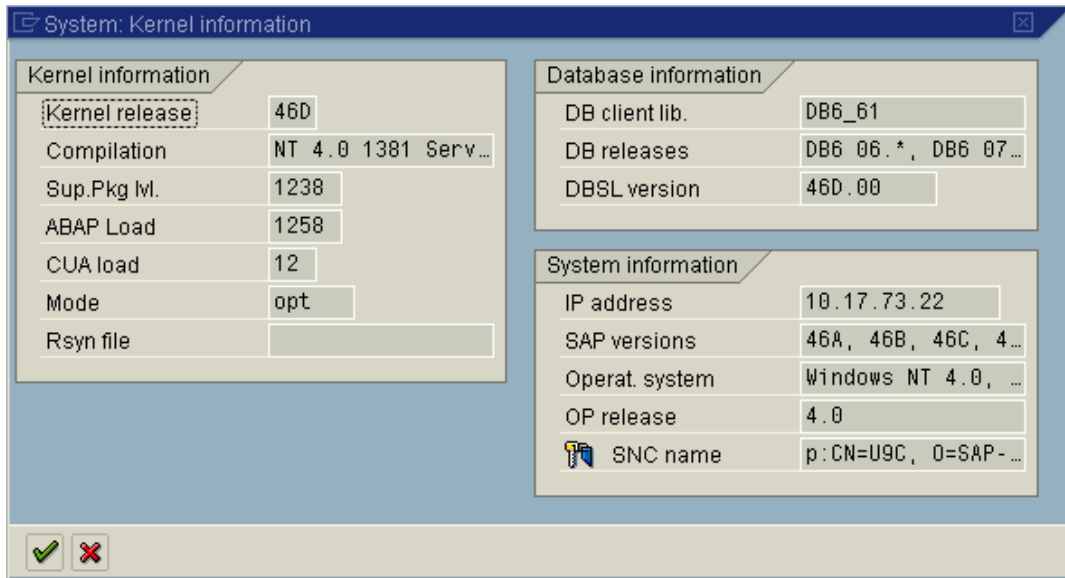 System: Kernel information
Kernel information
Kernel release 46D
Compilation NT 4.0 1381 Serv…
Sup.Pkg lvl. 1238
ABAP Load 1258
CUA load 12
Mode opt
Rsyn file
Database information
DB client lib. DB6_61
DB releases DB6 06.*, DB6 07…
DBSL version 46D.00
System information
IP address 10.17.73.22
SAP versions 46A, 46B, 46C, 4…
Operat. system Windows NT 4.0, …
OP release 4.0
SNC name p:CN=U9C, O=SAP-…